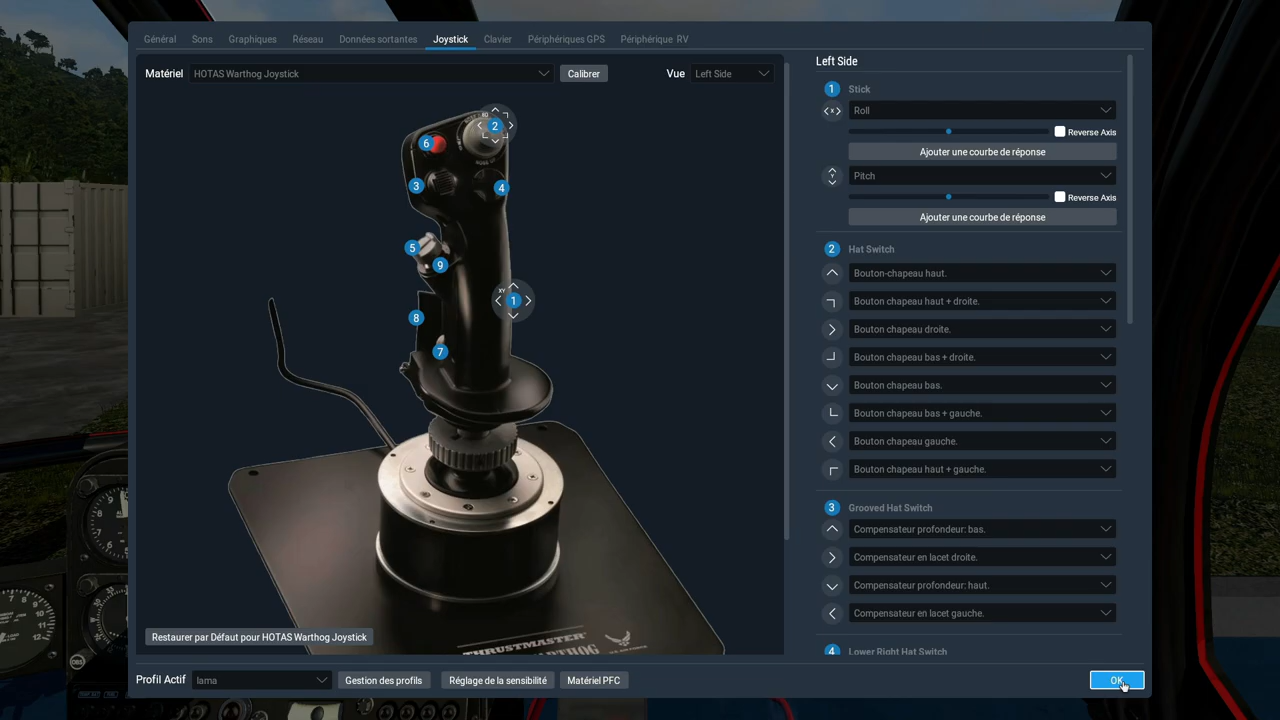 Général Sons Graphiques Réseau Données sortantes Joystick Clavier Périphériques GPS Périphérique RV
Matériel HOTAS Warthog Joystick Calibrer Vue Left Side
2
6
3
4
5
9
XY
1
8
7
THRUSTMASTER
Restaurer par Défaut pour HOTAS Warthog Joystick
Left Side
1 Stick
X Roll
Reverse Axis
Ajouter une courbe de réponse
Y Pitch
Reverse Axis
Ajouter une courbe de réponse
2 Hat Switch
Bouton-chapeau haut.
Bouton chapeau haut + droite.
Bouton chapeau droite.
Bouton chapeau bas + droite.
Bouton chapeau bas.
Bouton chapeau bas + gauche.
Bouton chapeau gauche.
Bouton chapeau haut + gauche.
3 Grooved Hat Switch
Compensateur profondeur: bas.
Compensateur en lacet droite.
Compensateur profondeur: haut.
Compensateur en lacet gauche.
4 Lower Right Hat Switch
Profil Actif lama Gestion des profils Réglage de la sensibilité Matériel PFC OK